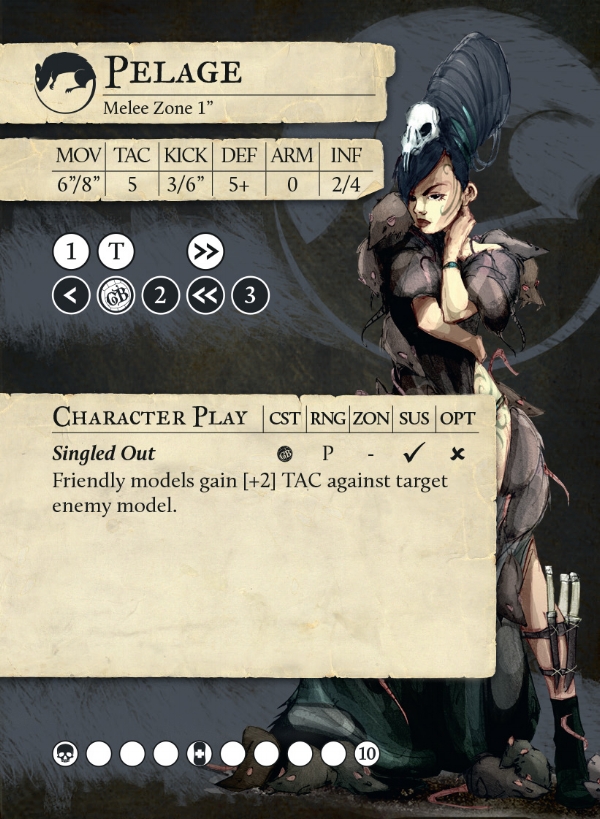 PELAGE
Melee Zone 1”
MOV TAC KICK DEF ARM INF
6”/8” 5 3/6” 5+ 0 2/4
1 T >>
< GB 2 << 3
CHARACTER PLAY CST RNG ZON SUS OPT
Singled Out GB P - ✓ ✘
Friendly models gain [+2] TAC against target
enemy model.
10